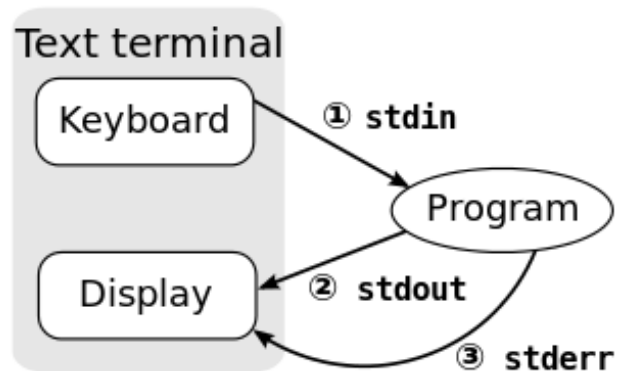 Text terminal
Keyboard
① stdin
Program
Display
② stdout
③ stderr